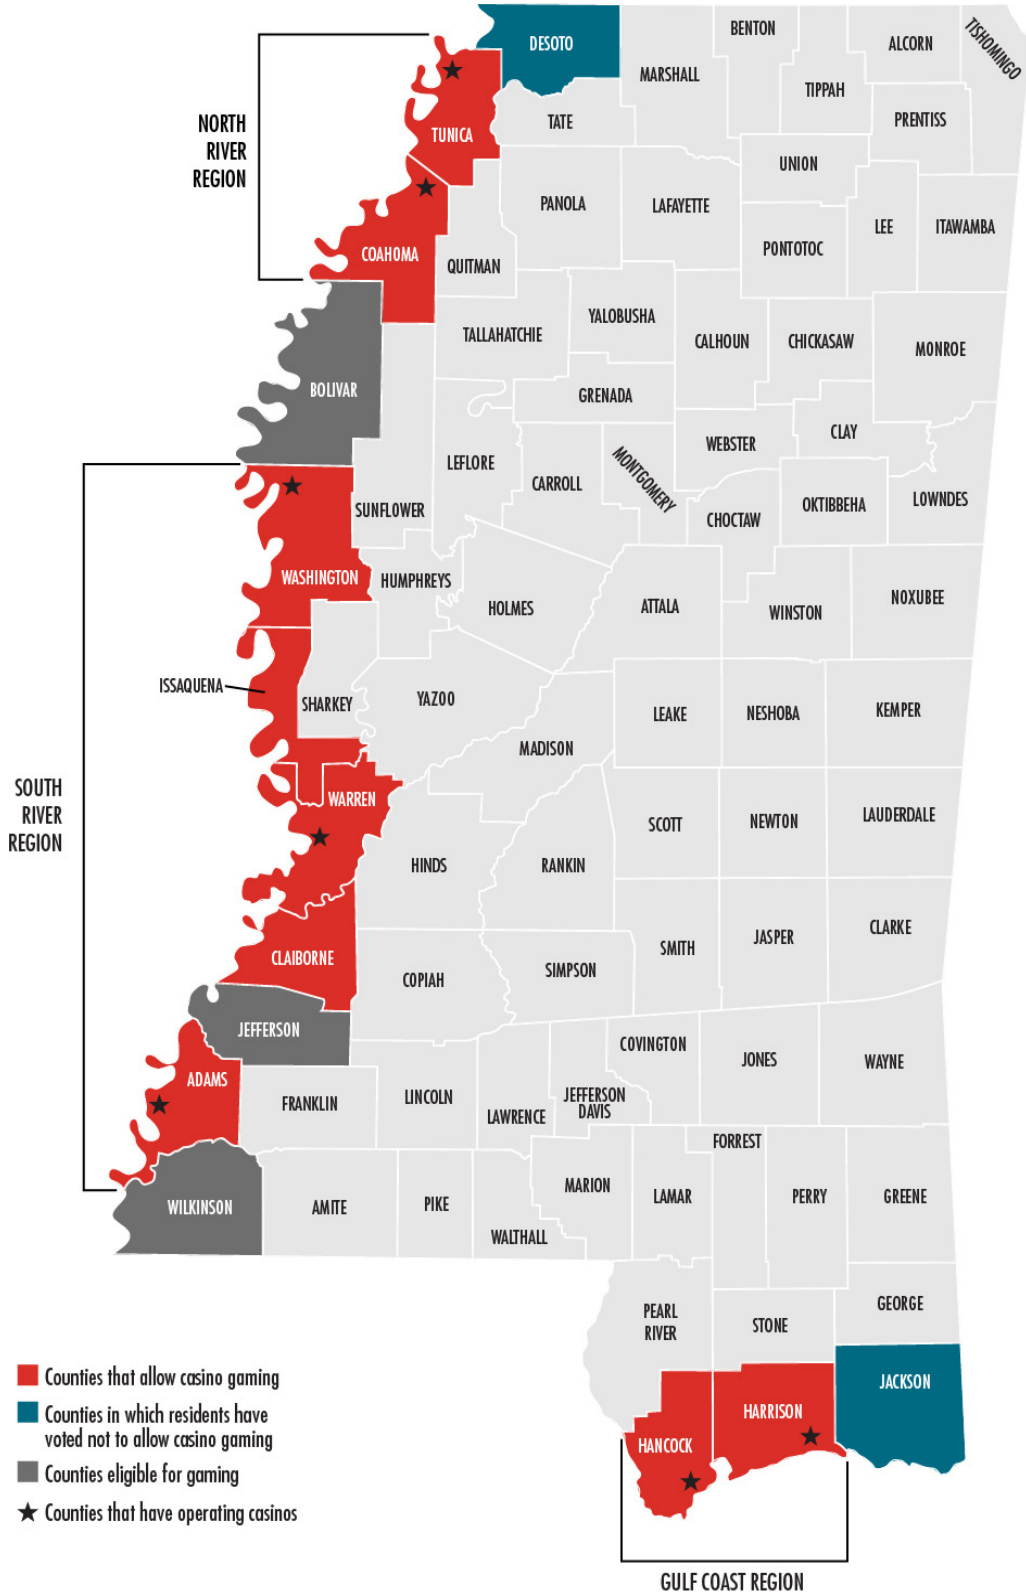 DESOTO
BENTON
ALCORN
TISHOMINGO
MARSHALL
TIPPAH
PRENTISS
NORTH
RIVER
REGION
TUNICA
TATE
UNION
PANOLA
LAFAYETTE
LEE
ITAWAMBA
PONTOTOC
COAHOMA
QUITMAN
YALOBUSHA
TALLAHATCHIE
CALHOUN
CHICKASAW
MONROE
BOLIVAR
GRENADA
CLAY
WEBSTER
LEFLORE
CARROLL
MONTGOMERY
SUNFLOWER
CHOCTAW
OKTIBBEHA
LOWNDES
WASHINGTON
HUMPHREYS
HOLMES
ATTALA
WINSTON
NOXUBEE
ISSAQUENA
SHARKEY
YAZOO
LEAKE
NESHOBA
KEMPER
MADISON
SOUTH
RIVER
REGION
WARREN
SCOTT
NEWTON
LAUDERDALE
HINDS
RANKIN
CLAIBORNE
COPIAH
SIMPSON
SMITH
JASPER
CLARKE
JEFFERSON
COVINGTON
JONES
WAYNE
ADAMS
FRANKLIN
LINCOLN
LAWRENCE
JEFFERSON
DAVIS
FORREST
WILKINSON
AMITE
PIKE
WALTHALL
MARION
LAMAR
PERRY
GREENE
PEARL
RIVER
STONE
GEORGE
HANCOCK
HARRISON
JACKSON
Counties that allow casino gaming
Counties in which residents have
voted not to allow casino gaming
Counties eligible for gaming
Counties that have operating casinos
GULF COAST REGION